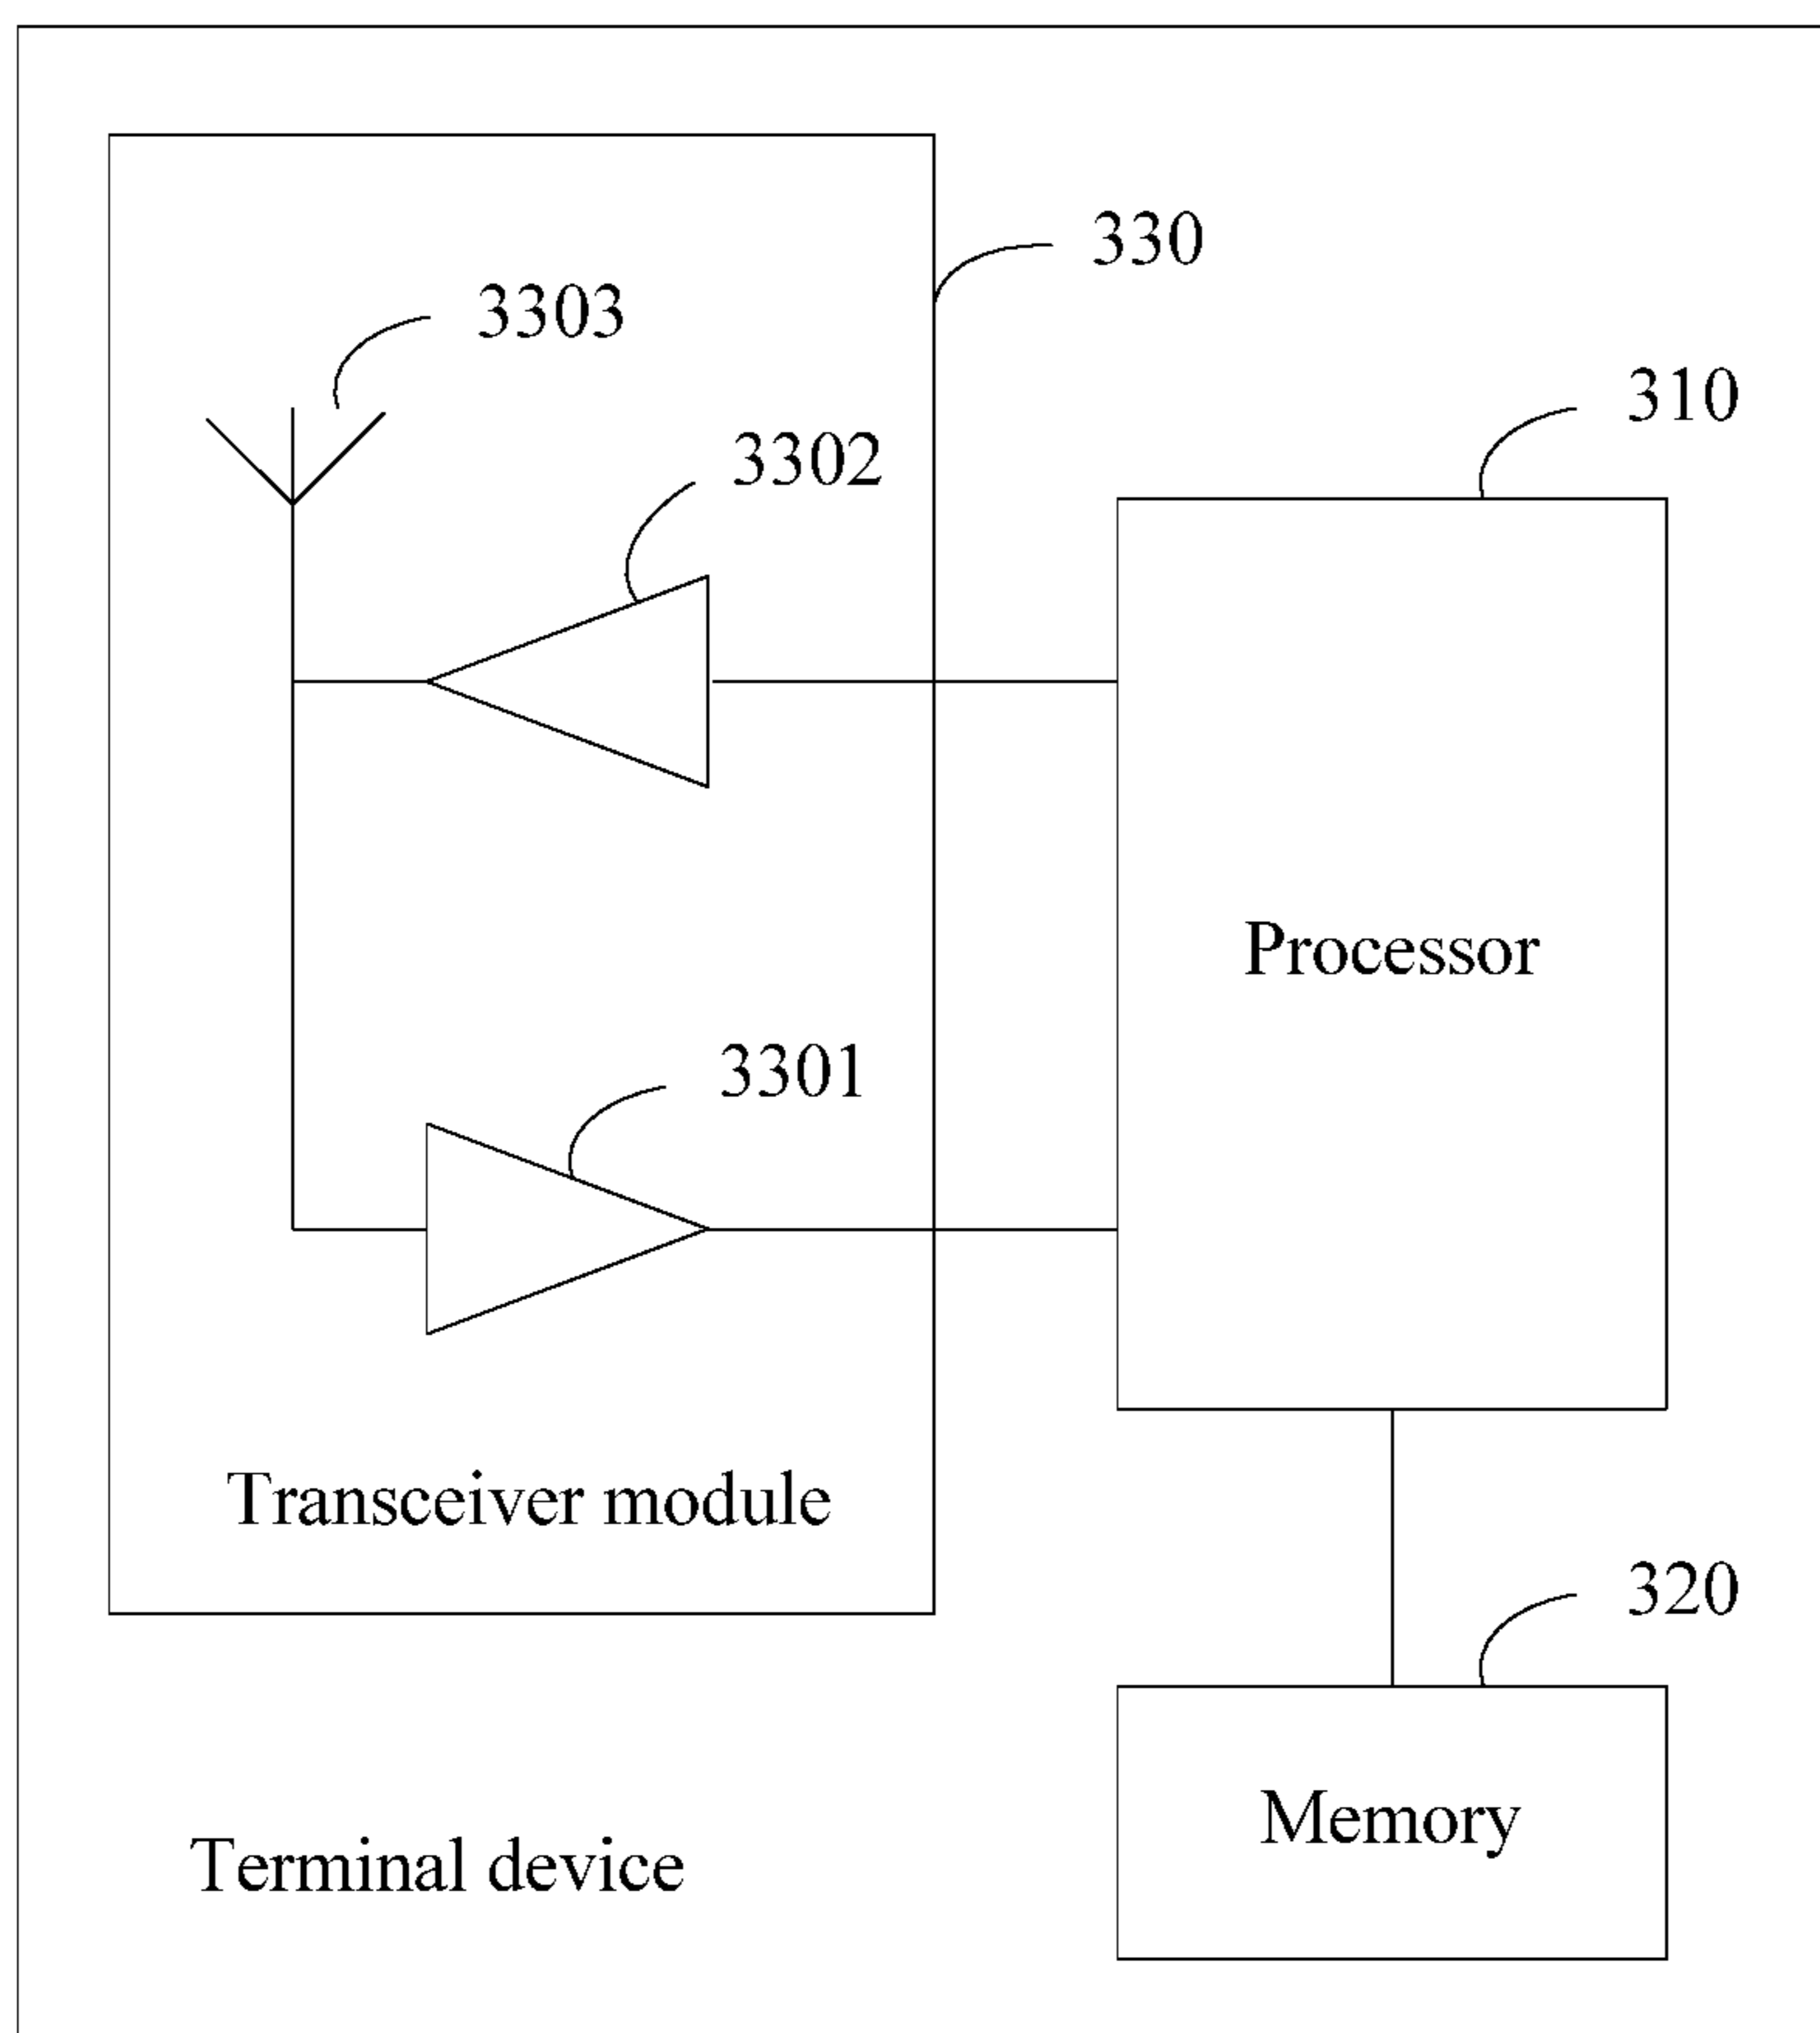 330
3303
310
3302
Processor
3301
Transceiver module
320
Memory
Terminal device